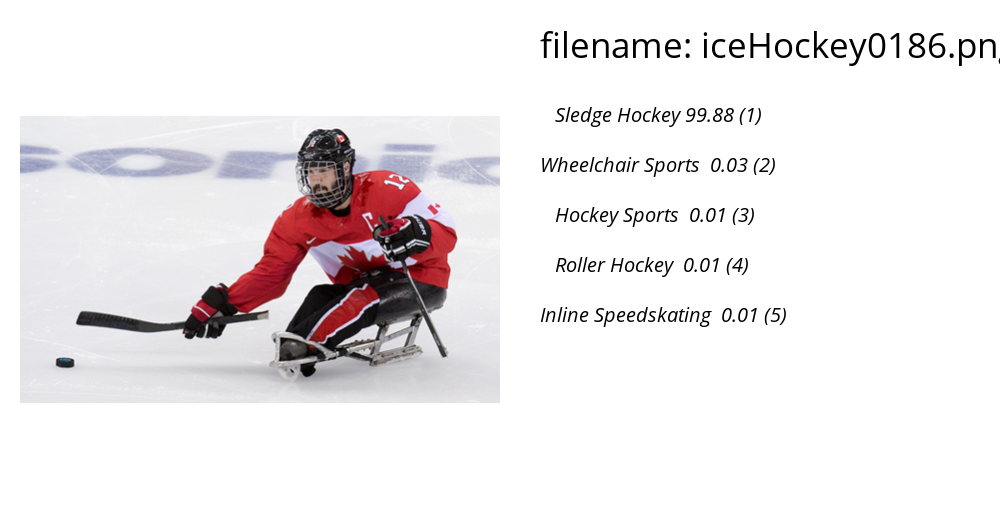 filename: iceHockey0186.png
Sledge Hockey 99.88 (1)
Wheelchair Sports 0.03 (2)
Hockey Sports 0.01 (3)
Roller Hockey 0.01 (4)
Inline Speedskating 0.01 (5)
12
C